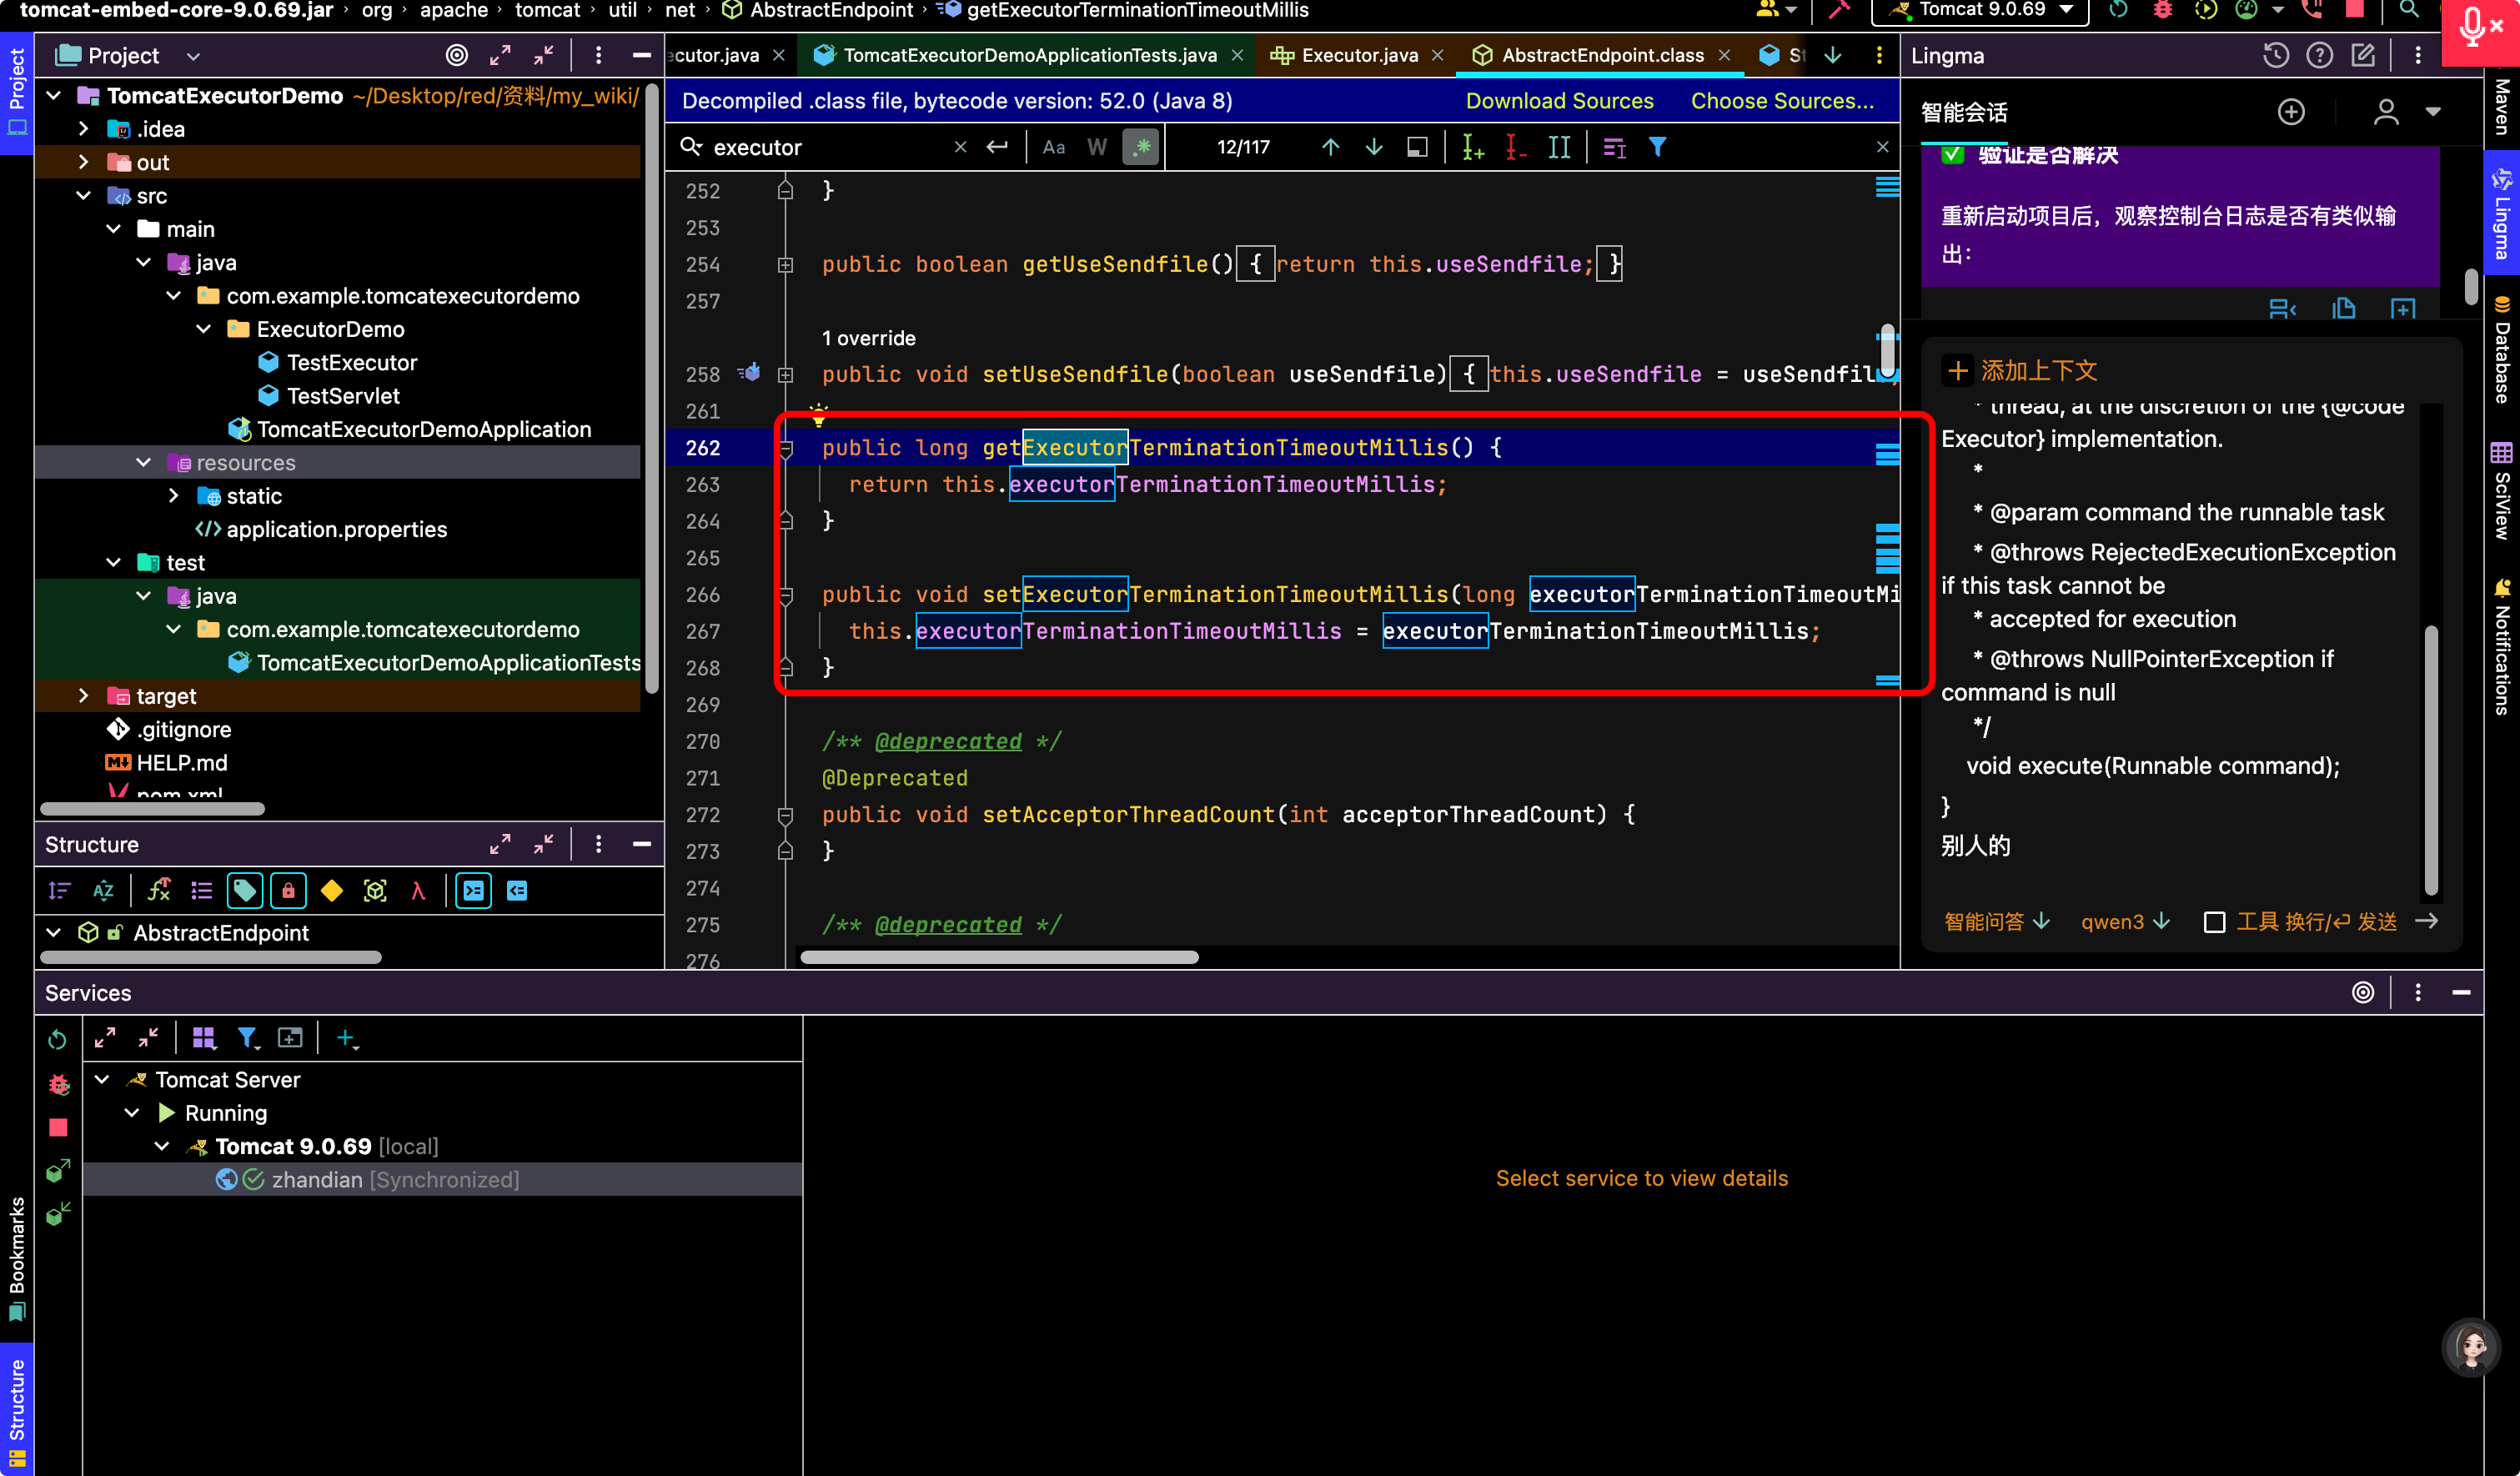 tomcat-embed-core-9.0.69.jar › org › apache › tomcat › util › net › AbstractEndpoint › getExecutorTerminationTimeoutMillis
Tomcat 9.0.69
Project
Project
TomcatExecutorDemo ~/Desktop/red/资料/my_wiki/
.idea
out
src
main
java
com.example.tomcatexecutordemo
ExecutorDemo
TestExecutor
TestServlet
TomcatExecutorDemoApplication
resources
static
application.properties
test
java
com.example.tomcatexecutordemo
TomcatExecutorDemoApplicationTests
target
.gitignore
HELP.md
pom.xml
Structure
AbstractEndpoint
ecutor.java
TomcatExecutorDemoApplicationTests.java
Executor.java
AbstractEndpoint.class
St
Decompiled .class file, bytecode version: 52.0 (Java 8)
Download Sources
Choose Sources...
executor
Aa
W
.*
12/117
252 }
253
254 public boolean getUseSendfile() { return this.useSendfile; }
257
1 override
258 public void setUseSendfile(boolean useSendfile) { this.useSendfile = useSendfil
261
262 public long getExecutorTerminationTimeoutMillis() {
263 return this.executorTerminationTimeoutMillis;
264 }
265
266 public void setExecutorTerminationTimeoutMillis(long executorTerminationTimeoutMi
267 this.executorTerminationTimeoutMillis = executorTerminationTimeoutMillis;
268 }
269
270 /** @deprecated */
271 @Deprecated
272 public void setAcceptorThreadCount(int acceptorThreadCount) {
273 }
274
275 /** @deprecated */
276
Lingma
智能会话
✅ 验证是否解决
重新启动项目后，观察控制台日志是否有类似输
出：
添加上下文
* thread, at the discretion of the {@code
Executor} implementation.
*
* @param command the runnable task
* @throws RejectedExecutionException
if this task cannot be
* accepted for execution
* @throws NullPointerException if
command is null
*/
void execute(Runnable command);
}
别人的
智能问答
qwen3
工具 换行/↵ 发送
Maven
Lingma
Database
SciView
Notifications
Services
Tomcat Server
Running
Tomcat 9.0.69 [local]
zhandian [Synchronized]
Select service to view details
Bookmarks
Structure